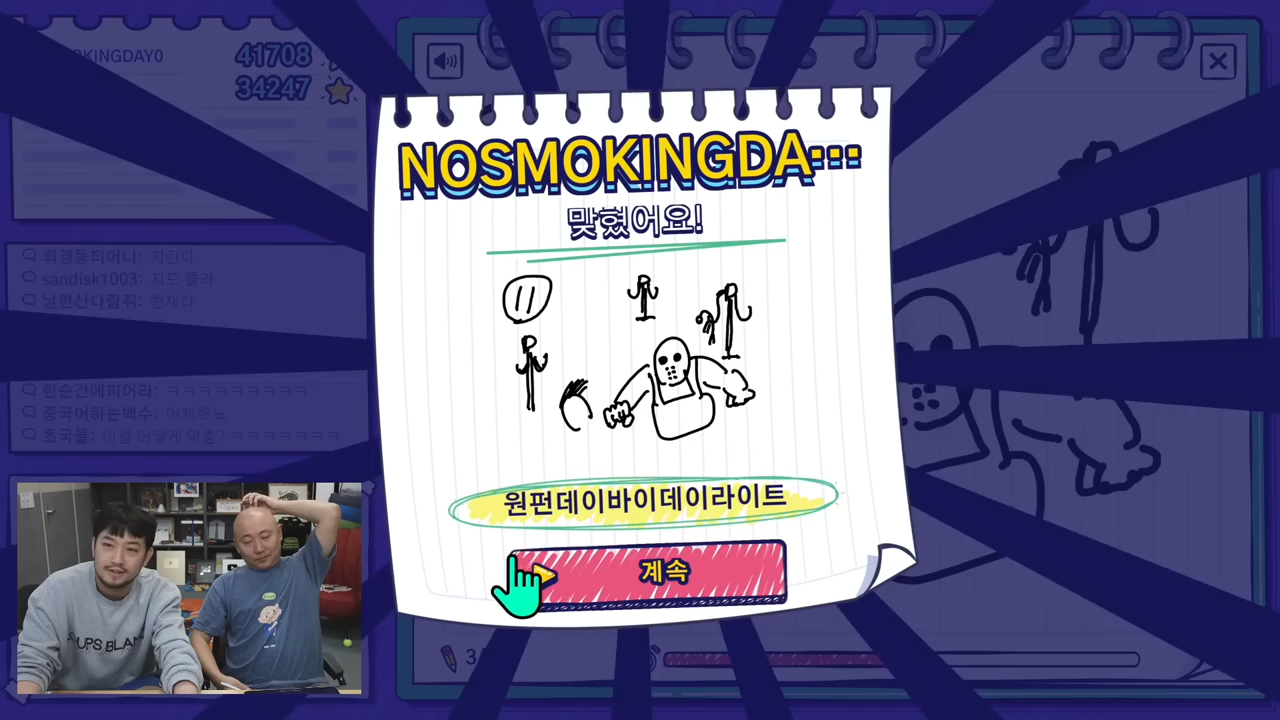 OKINGDAY0
41708
34247
휘경동티어니: 지린다
sandisk1003: 지도 몰라
남한산다람쥐: 천재다
한순간에피어라: ㅋㅋㅋㅋㅋㅋㅋㅋㅋ
중국어하는백수: 어케했노
초국물: 이걸 어떻게 맞춤? ㅋㅋㅋㅋㅋㅋㅋ
NOSMOKINGDA···
맞혔어요!
원펀데이바이데이라이트
계속